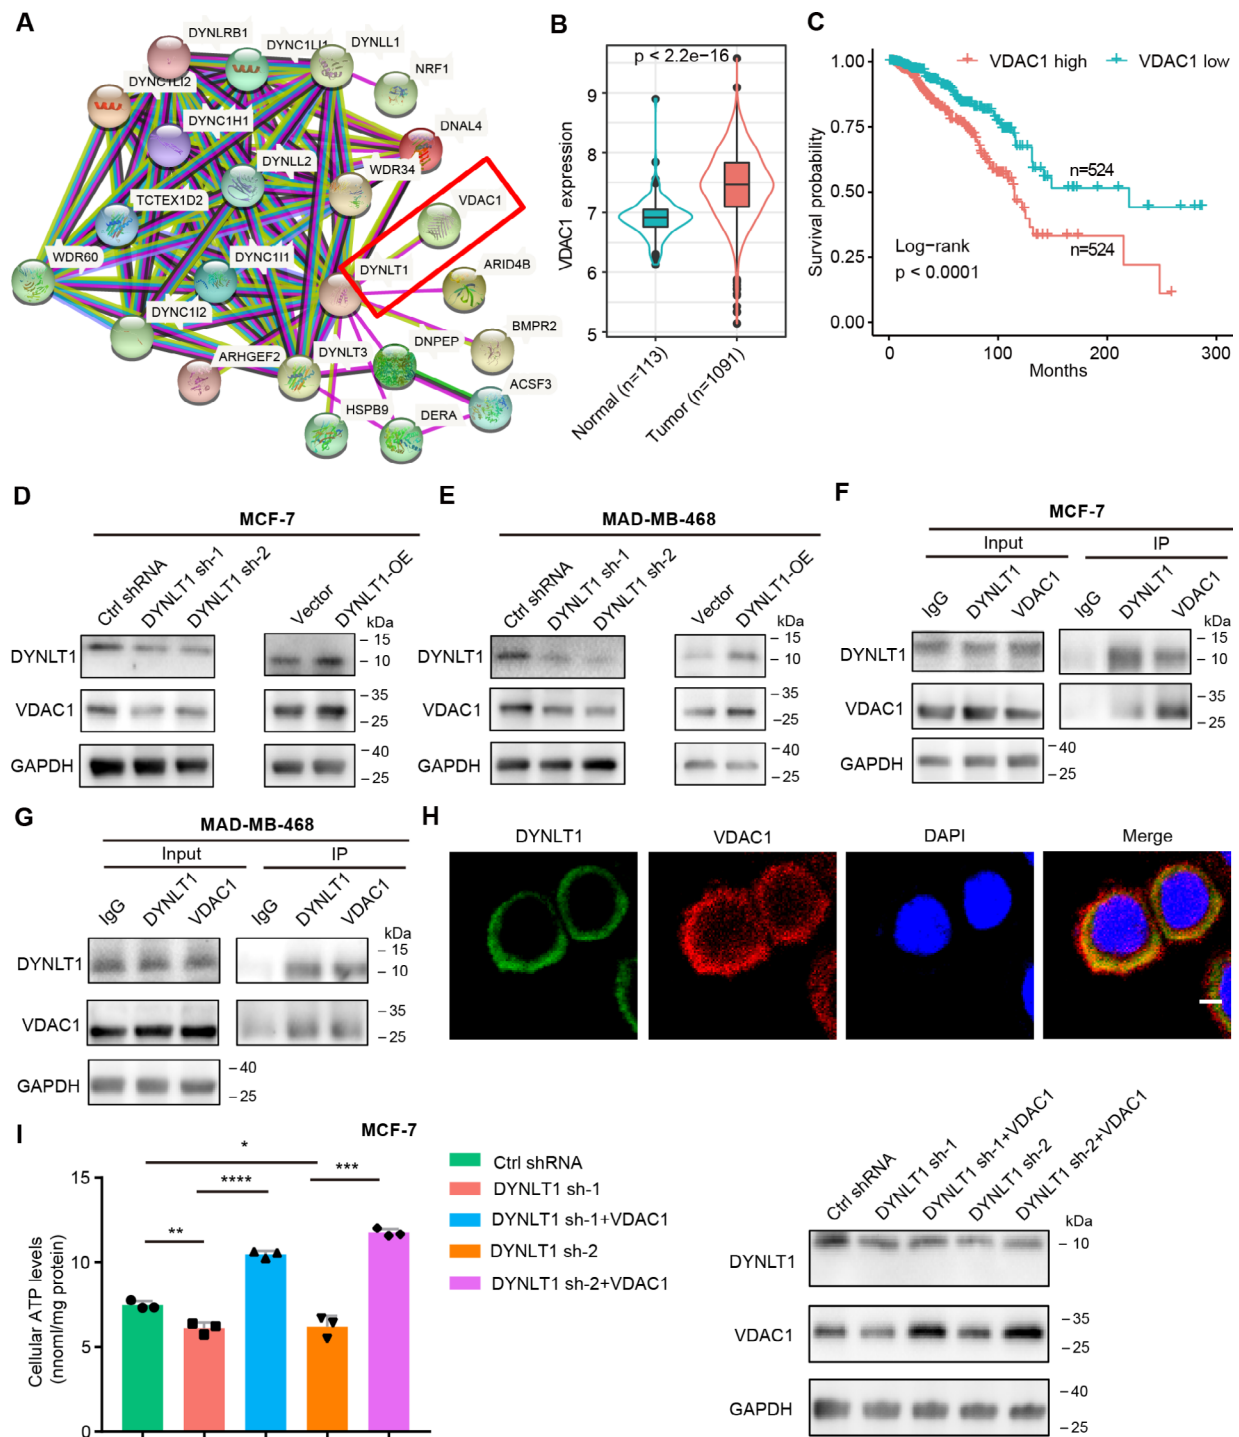 A
DYNLRB1
DYNC1LI1
DYNLL1
NRF1
DYNC1LI2
DYNC1H1
DNAL4
DYNLL2
WDR34
TCTEX1D2
VDAC1
WDR60
DYNC1I1
DYNLT1
ARID4B
DYNC1I2
BMPR2
ARHGEF2
DYNLT3
DNPEP
ACSF3
HSPB9
DERA
B
p < 2.2e−16
VDAC1 expression
9
8
7
6
5
Normal (n=113)
Tumor (n=1091)
C
VDAC1 high
VDAC1 low
Survival probability
1.00
0.75
0.50
0.25
0.00
n=524
n=524
Log−rank
p < 0.0001
0
100
200
300
Months
D
MCF-7
Ctrl shRNA
DYNLT1 sh-1
DYNLT1 sh-2
Vector
DYNLT1-OE
kDa
DYNLT1
– 15
– 10
VDAC1
– 35
– 25
GAPDH
– 40
– 25
E
MAD-MB-468
Ctrl shRNA
DYNLT1 sh-1
DYNLT1 sh-2
Vector
DYNLT1-OE
kDa
DYNLT1
– 15
– 10
VDAC1
– 35
– 25
GAPDH
– 40
– 25
F
MCF-7
Input
IP
IgG
DYNLT1
VDAC1
IgG
DYNLT1
VDAC1
kDa
DYNLT1
– 15
– 10
VDAC1
– 35
– 25
GAPDH
– 40
– 25
G
MAD-MB-468
Input
IP
IgG
DYNLT1
VDAC1
IgG
DYNLT1
VDAC1
kDa
DYNLT1
– 15
– 10
VDAC1
– 35
– 25
GAPDH
– 40
– 25
H
DYNLT1
VDAC1
DAPI
Merge
I
MCF-7
Cellular ATP levels
(nnoml/mg protein)
15
10
5
0
*
**
****
***
Ctrl shRNA
DYNLT1 sh-1
DYNLT1 sh-1+VDAC1
DYNLT1 sh-2
DYNLT1 sh-2+VDAC1
Ctrl shRNA
DYNLT1 sh-1
DYNLT1 sh-1+VDAC1
DYNLT1 sh-2
DYNLT1 sh-2+VDAC1
kDa
DYNLT1
– 10
VDAC1
– 35
– 25
GAPDH
– 40
– 25